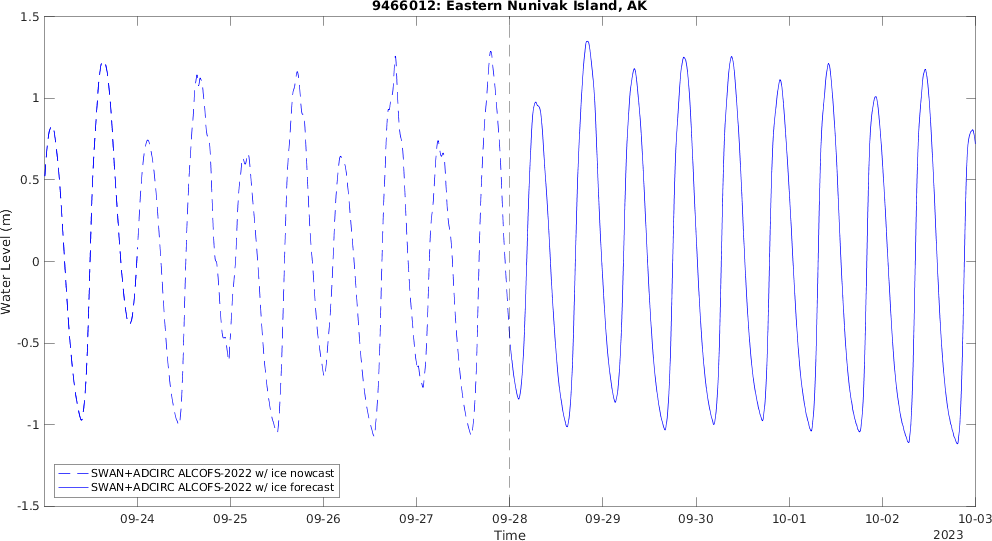 9466012: Eastern Nunivak Island, AK
1.5
1
0.5
0
-0.5
-1
-1.5
Water Level (m)
SWAN+ADCIRC ALCOFS-2022 w/ ice nowcast
SWAN+ADCIRC ALCOFS-2022 w/ ice forecast
09-24 09-25 09-26 09-27 09-28 09-29 09-30 10-01 10-02 10-03
Time
2023